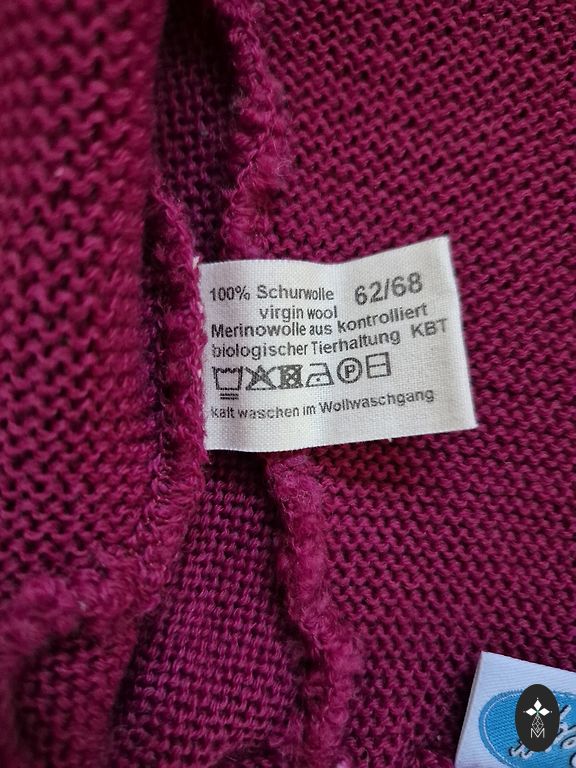 100% Schurwolle 62/68
virgin wool
Merinowolle aus kontrolliert
biologischer Tierhaltung KBT
P
kalt waschen im Wollwaschgang
M